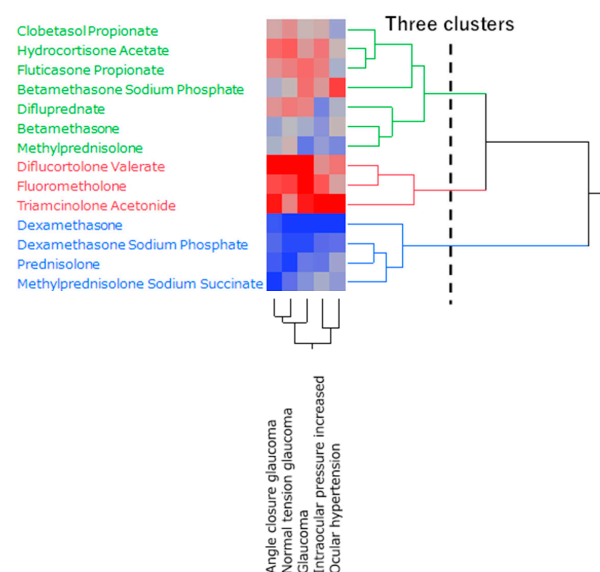 Three clusters
Clobetasol Propionate
Hydrocortisone Acetate
Fluticasone Propionate
Betamethasone Sodium Phosphate
Difluprednate
Betamethasone
Methylprednisolone
Diflucortolone Valerate
Fluorometholone
Triamcinolone Acetonide
Dexamethasone
Dexamethasone Sodium Phosphate
Prednisolone
Methylprednisolone Sodium Succinate
Angle closure glaucoma
Normal tension glaucoma
Glaucoma
Intraocular pressure increased
Ocular hypertension